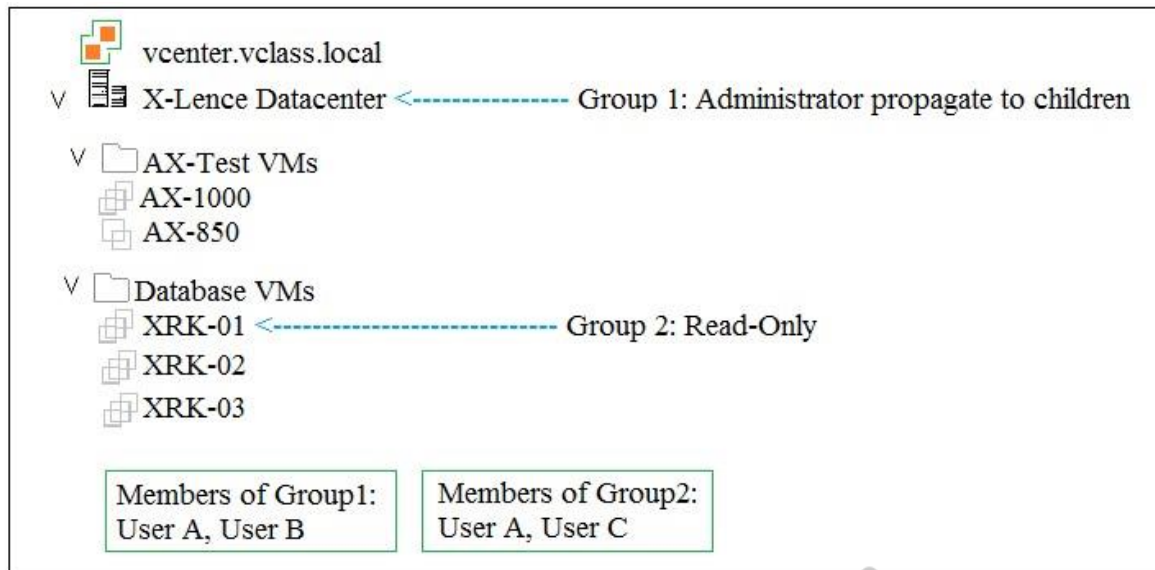 vcenter.vclass.local
X-Lence Datacenter <--------------- Group 1: Administrator propagate to children
AX-Test VMs
AX-1000
AX-850
Database VMs
XRK-01 <------------------------ Group 2: Read-Only
XRK-02
XRK-03
Members of Group1:
User A, User B
Members of Group2:
User A, User C